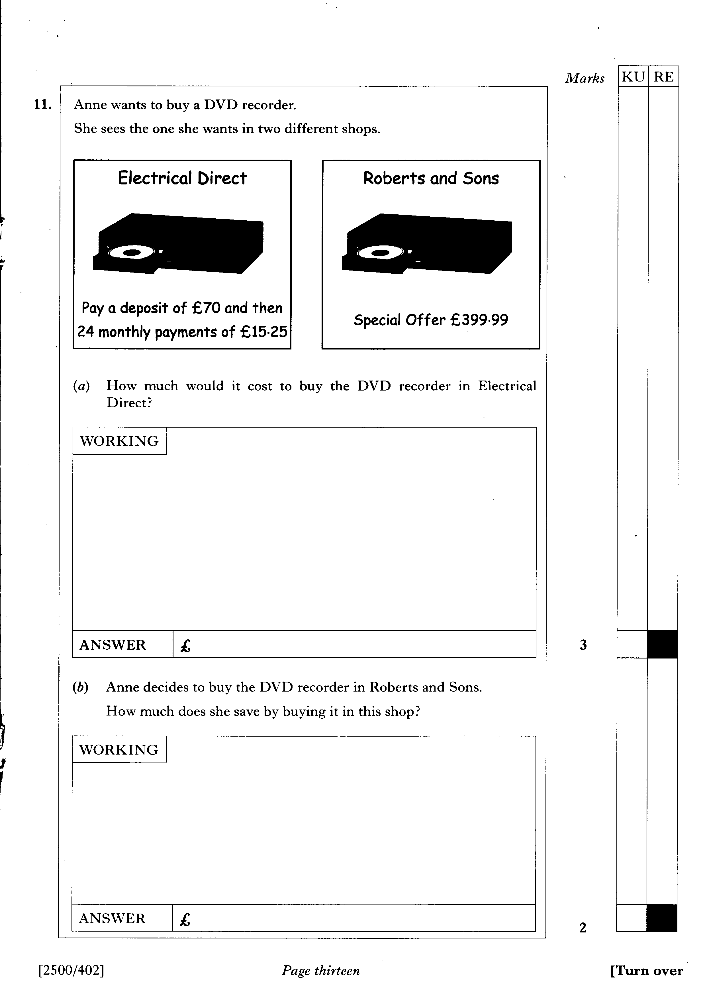 Marks KU RE
11. Anne wants to buy a DVD recorder.
She sees the one she wants in two different shops.
Electrical Direct
Pay a deposit of £70 and then
24 monthly payments of £15·25
Roberts and Sons
Special Offer £399·99
(a) How much would it cost to buy the DVD recorder in Electrical
Direct?
WORKING
ANSWER £
3
(b) Anne decides to buy the DVD recorder in Roberts and Sons.
How much does she save by buying it in this shop?
WORKING
ANSWER £
2
[2500/402] Page thirteen [Turn over